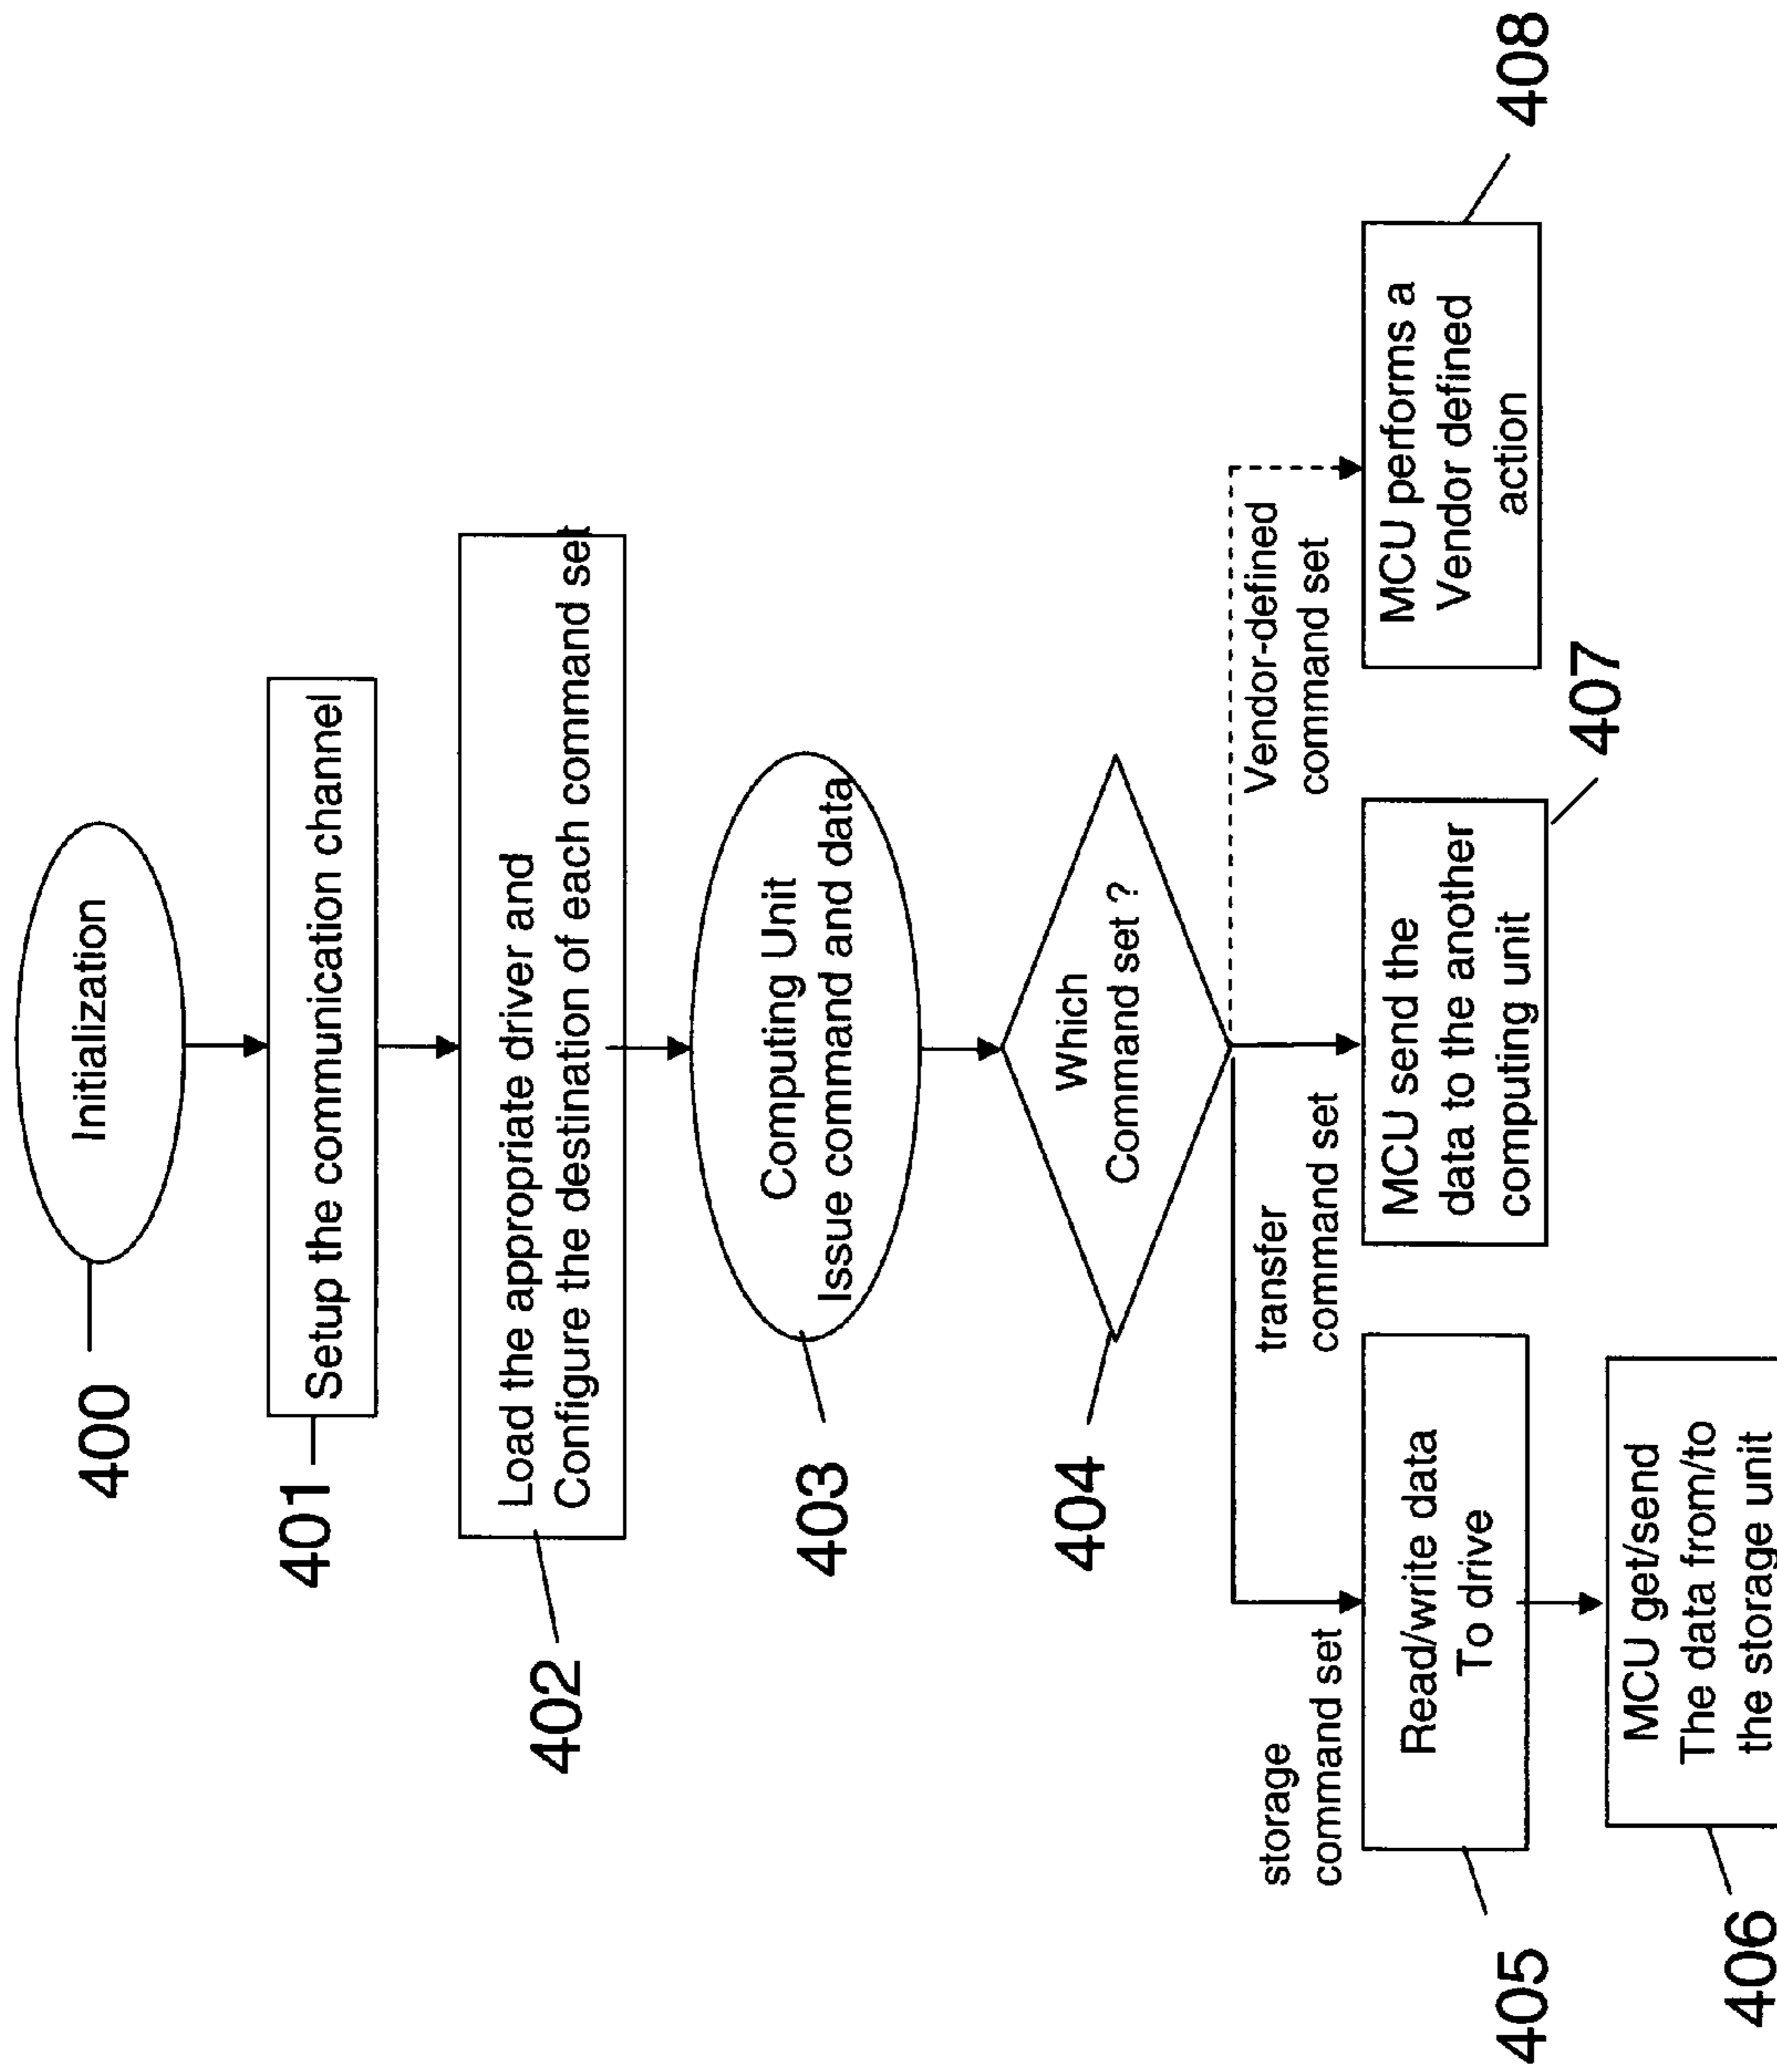 400
Initialization
401
Setup the communication channel
402
Load the appropriate driver and
Configure the destination of each command set
403
Computing Unit
Issue command and data
404
Which
Command set ?
storage
command set
transfer
command set
Vendor-defined
command set
405
Read/write data
To drive
406
MCU get/send
The data from/to
the storage unit
MCU send the
data to the another
computing unit
407
MCU performs a
Vendor defined
action
408